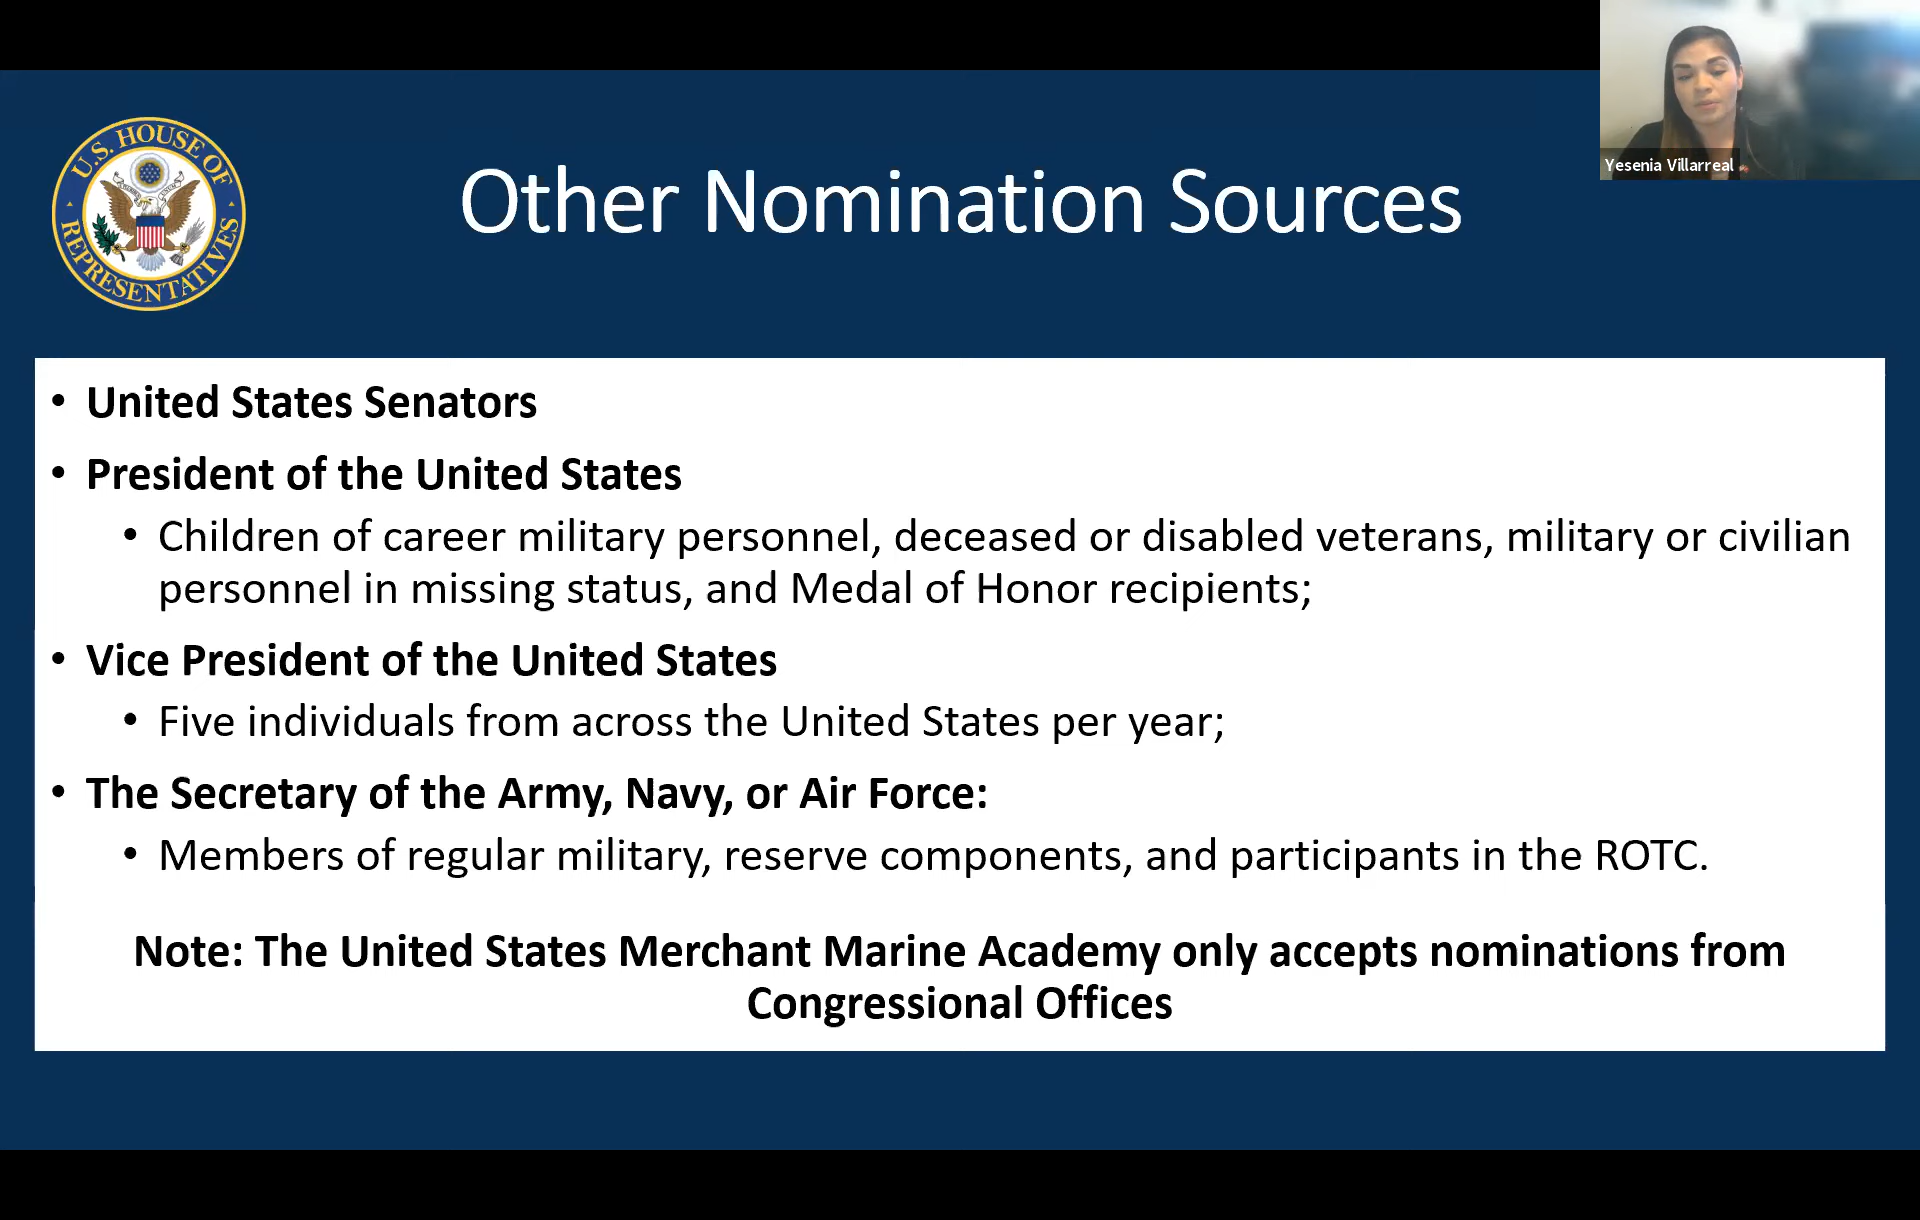 U.S. HOUSE OF
REPRESENTATIVES
Yesenia Villarreal
Other Nomination Sources
• United States Senators
• President of the United States
• Children of career military personnel, deceased or disabled veterans, military or civilian
personnel in missing status, and Medal of Honor recipients;
• Vice President of the United States
• Five individuals from across the United States per year;
• The Secretary of the Army, Navy, or Air Force:
• Members of regular military, reserve components, and participants in the ROTC.
Note: The United States Merchant Marine Academy only accepts nominations from
Congressional Offices